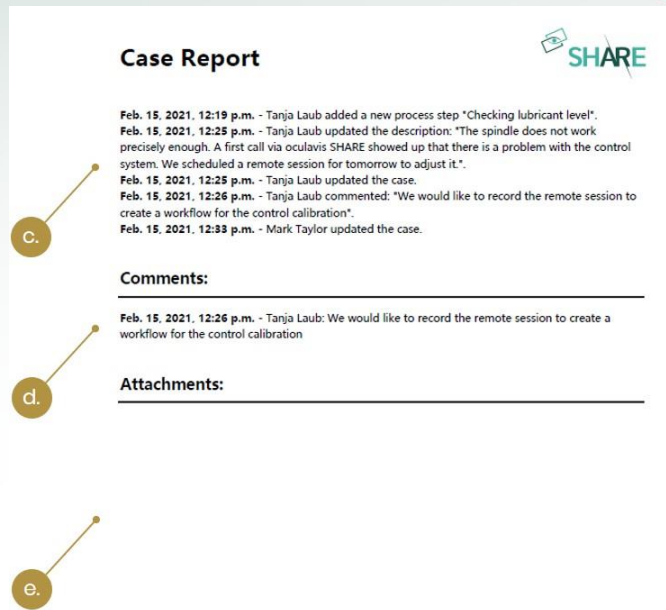 Case Report
SHARE
Feb. 15, 2021, 12:19 p.m. - Tanja Laub added a new process step "Checking lubricant level".
Feb. 15, 2021, 12:25 p.m. - Tanja Laub updated the description: "The spindle does not work
precisely enough. A first call via oculavis SHARE showed up that there is a problem with the control
system. We scheduled a remote session for tomorrow to adjust it.".
Feb. 15, 2021, 12:25 p.m. - Tanja Laub updated the case.
Feb. 15, 2021, 12:26 p.m. - Tanja Laub commented: "We would like to record the remote session to
create a workflow for the control calibration".
Feb. 15, 2021, 12:33 p.m. - Mark Taylor updated the case.
c.
Comments:
Feb. 15, 2021, 12:26 p.m. - Tanja Laub: We would like to record the remote session to create a
workflow for the control calibration
d.
Attachments:
e.